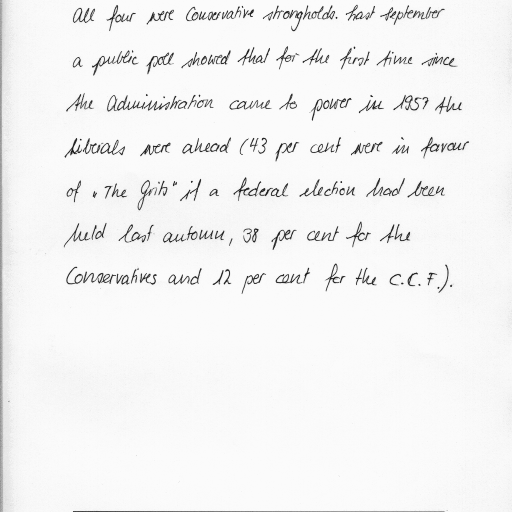 All four were Conservative strongholds. Last September
a public poll showed that for the first time since
the Administration came to power in 1957 the
Liberals were ahead (43 per cent were in favour
of "The Grits" if a federal election had been
held last autumn, 38 per cent for the
Conservatives and 12 per cent for the C.C.F.).